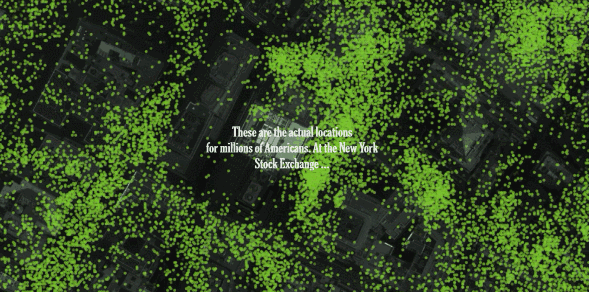 These are the actual locations
for millions of Americans. At the New York
Stock Exchange ...